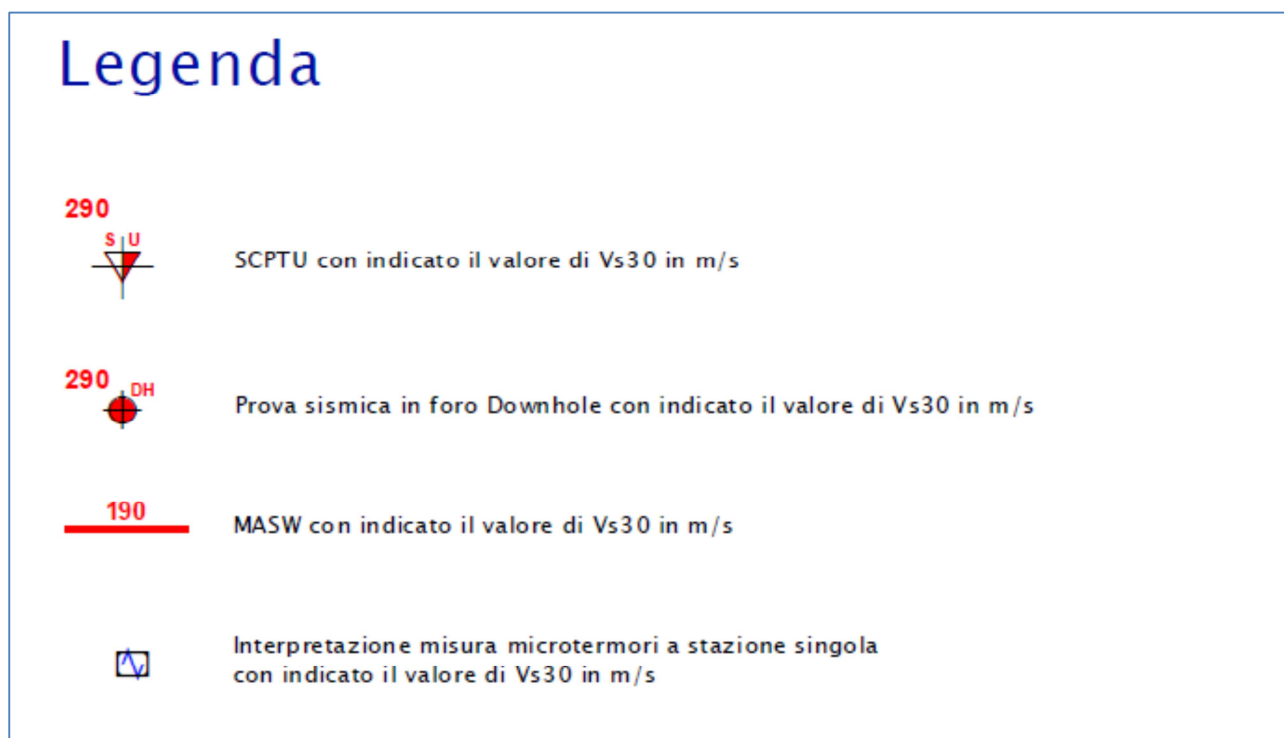 Legenda
290
S U
SCPTU con indicato il valore di Vs30 in m/s
290
DH
Prova sismica in foro Downhole con indicato il valore di Vs30 in m/s
190
MASW con indicato il valore di Vs30 in m/s
Interpretazione misura microtermori a stazione singola
con indicato il valore di Vs30 in m/s